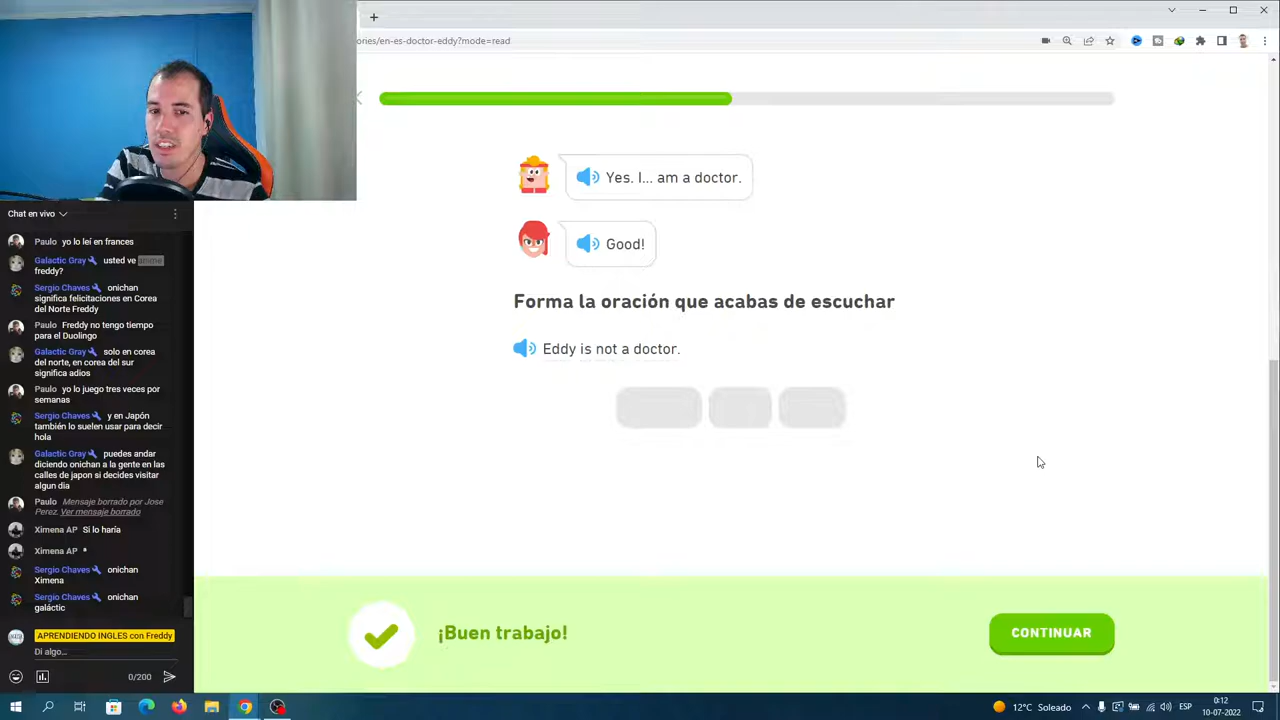 ories/en-es-doctor-eddy?mode=read
Yes. I... am a doctor.
Good!
Forma la oración que acabas de escuchar
Eddy is not a doctor.
¡Buen trabajo!
CONTINUAR
Chat en vivo
Paulo yo lo leí en frances
Galactic Gray usted ve anime
freddy?
Sergio Chaves onichan
significa felicitaciones en Corea
del Norte Freddy
Paulo Freddy no tengo tiempo
para el Duolingo
Galactic Gray solo en corea
del norte, en corea del sur
significa adios
Paulo yo lo juego tres veces por
semanas
Sergio Chaves y en Japón
también lo suelen usar para decir
hola
Galactic Gray puedes andar
diciendo onichan a la gente en las
calles de japon si decides visitar
algun dia
Paulo Mensaje borrado por Jose
Perez. Ver mensaje borrado
Ximena AP Sí lo haría
Ximena AP *
Sergio Chaves onichan
Ximena
Sergio Chaves onichan
galáctic
APRENDIENDO INGLES con Freddy
Di algo...
0/200
12°C Soleado
ESP
0:12
10-07-2022